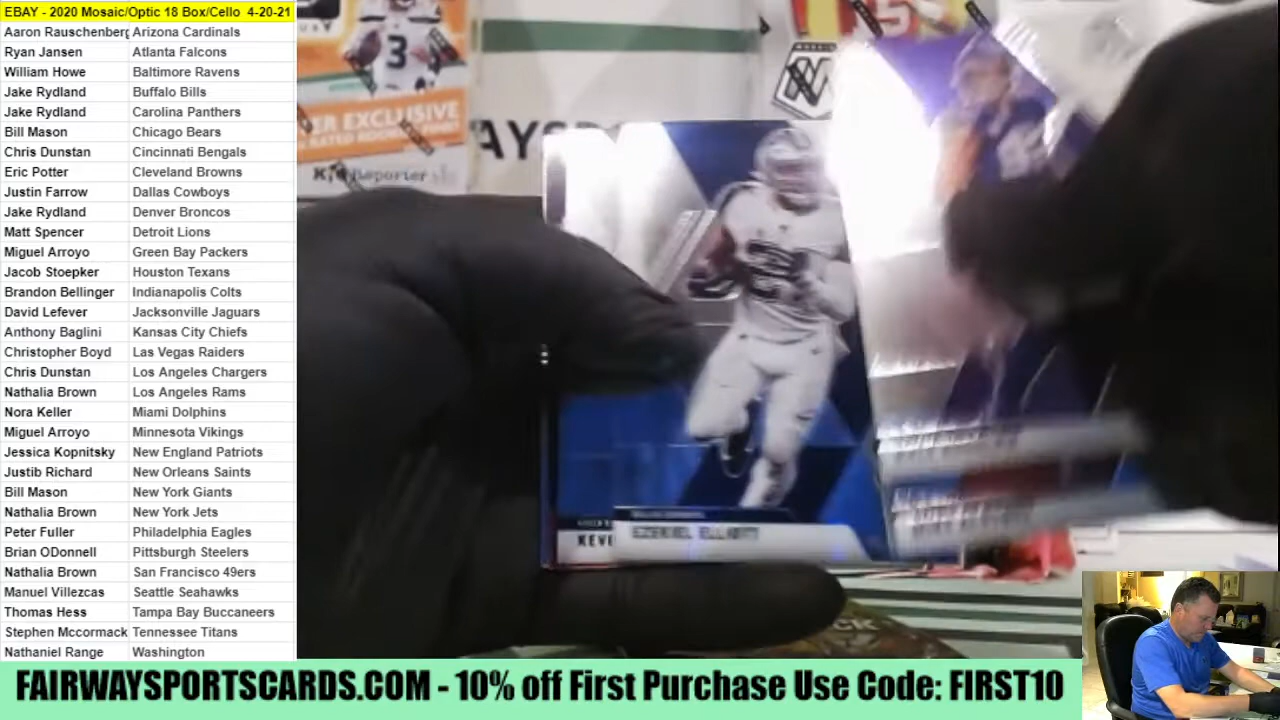 EBAY - 2020 Mosaic/Optic 18 Box/Cello 4-20-21
Aaron Rauschenberg Arizona Cardinals
Ryan Jansen Atlanta Falcons
William Howe Baltimore Ravens
Jake Rydland Buffalo Bills
Jake Rydland Carolina Panthers
Bill Mason Chicago Bears
Chris Dunstan Cincinnati Bengals
Eric Potter Cleveland Browns
Justin Farrow Dallas Cowboys
Jake Rydland Denver Broncos
Matt Spencer Detroit Lions
Miguel Arroyo Green Bay Packers
Jacob Stoepker Houston Texans
Brandon Bellinger Indianapolis Colts
David Lefever Jacksonville Jaguars
Anthony Baglini Kansas City Chiefs
Christopher Boyd Las Vegas Raiders
Chris Dunstan Los Angeles Chargers
Nathalia Brown Los Angeles Rams
Nora Keller Miami Dolphins
Miguel Arroyo Minnesota Vikings
Jessica Kopnitsky New England Patriots
Justib Richard New Orleans Saints
Bill Mason New York Giants
Nathalia Brown New York Jets
Peter Fuller Philadelphia Eagles
Brian ODonnell Pittsburgh Steelers
Nathalia Brown San Francisco 49ers
Manuel Villezcas Seattle Seahawks
Thomas Hess Tampa Bay Buccaneers
Stephen Mccormack Tennessee Titans
Nathaniel Range Washington
3
ER EXCLUSIVE
AYSP
EZEKIEL ELLIOTT
KEVI
FAIRWAYSPORTSCARDS.COM - 10% off First Purchase Use Code: FIRST10